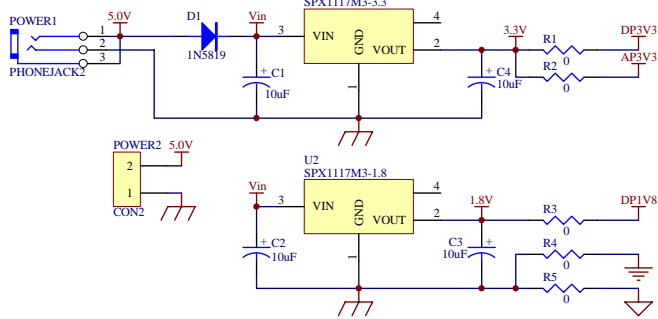 SPX1117M3-3.3
POWER1 5.0V D1 Vin 4 3.3V DP3V3
1 3 VIN GND VOUT 2 R1
2 1N5819 0 AP3V3
3 R2
PHONEJACK2 + C1 1 + C4 0
10uF 10uF
POWER2 5.0V U2
SPX1117M3-1.8
2 Vin 4 1.8V DP1V8
1 3 VIN GND VOUT 2 R3
CON2 0
+ C2 1 C3 + R4
10uF 10uF 0
R5
0